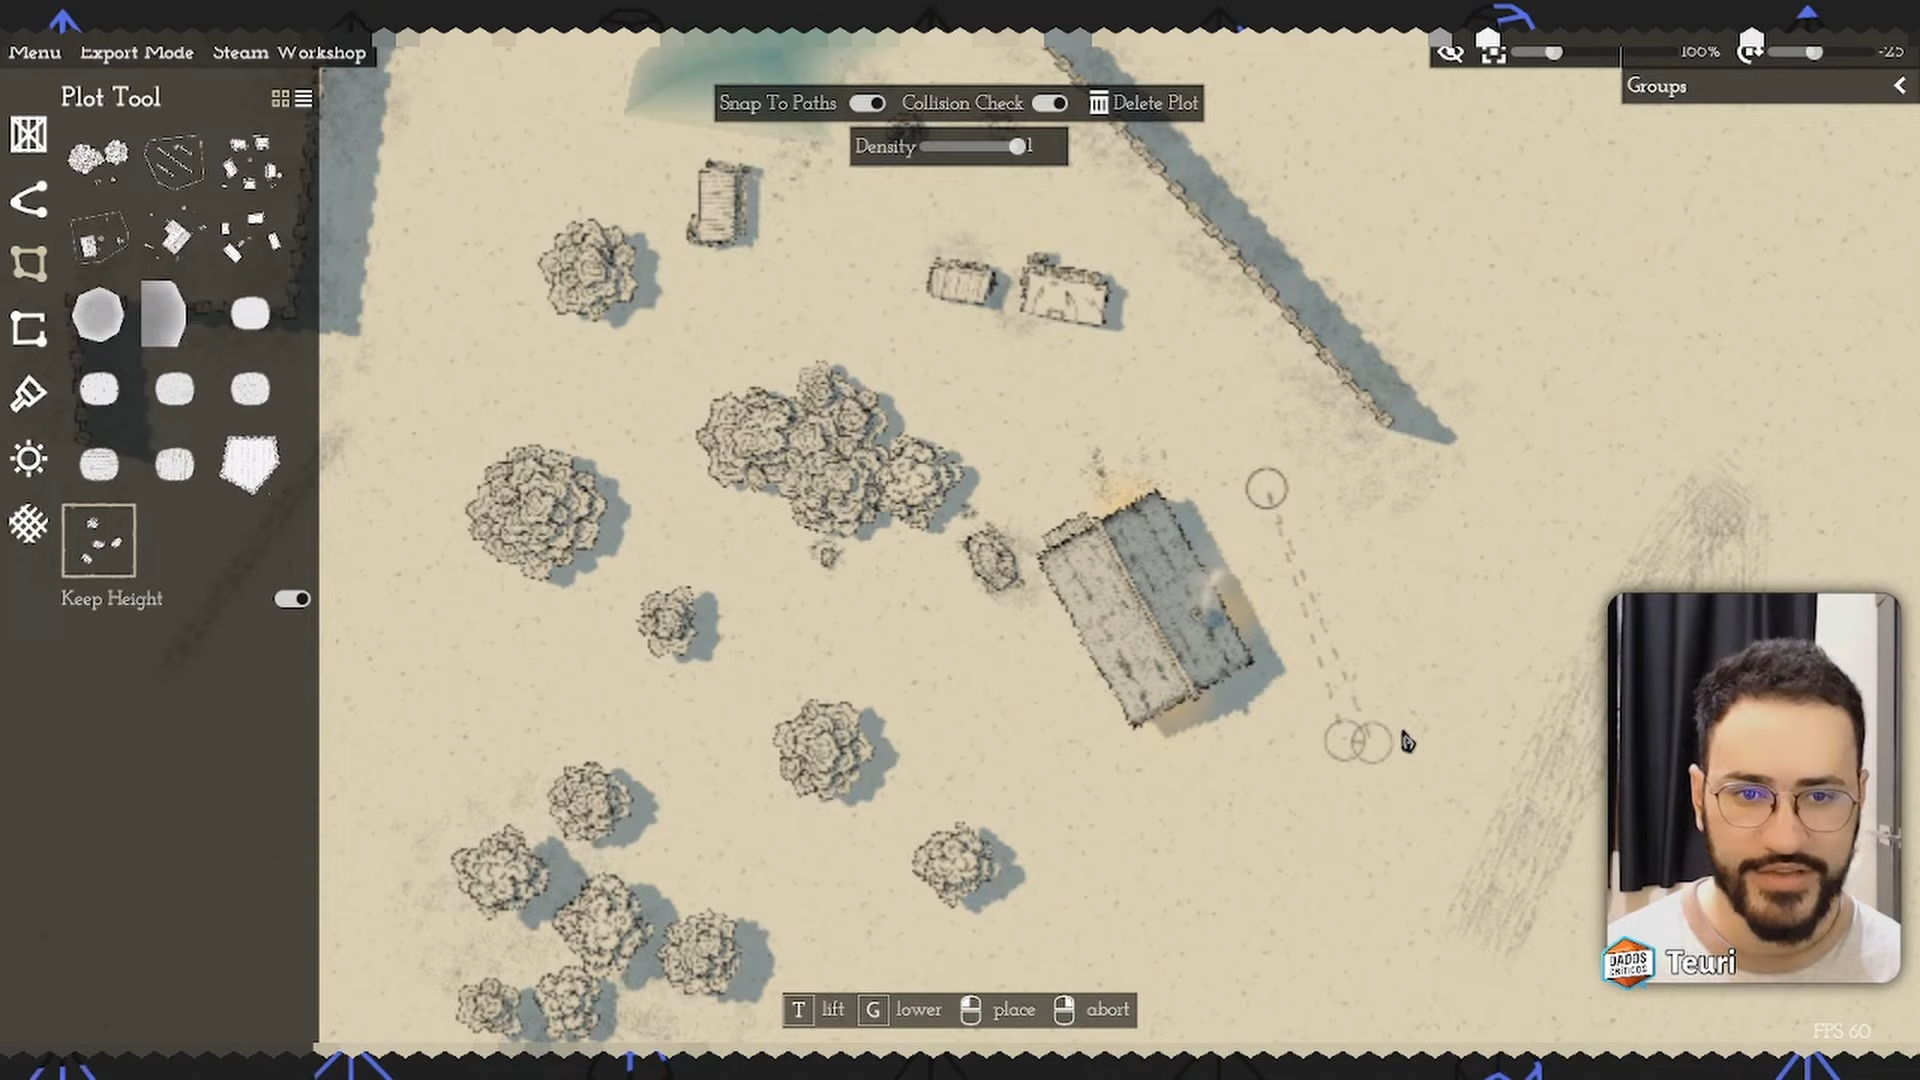 Menu Export Mode Steam Workshop
100% -25
Groups
Plot Tool
Snap To Paths Collision Check Delete Plot
Density 1
Keep Height
T lift G lower place abort
DADOS CRÍTICOS
Teuri
FPS 60